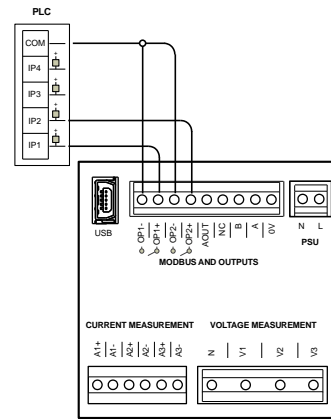 PLC
COM
IP4
IP3
IP2
IP1
USB
OP1-
OP1+
OP2-
OP2+
AOUT
NC
B
A
0V
N L
PSU
MODBUS AND OUTPUTS
CURRENT MEASUREMENT
VOLTAGE MEASUREMENT
A1+
A1-
A2+
A2-
A3+
A3-
N
V1
V2
V3